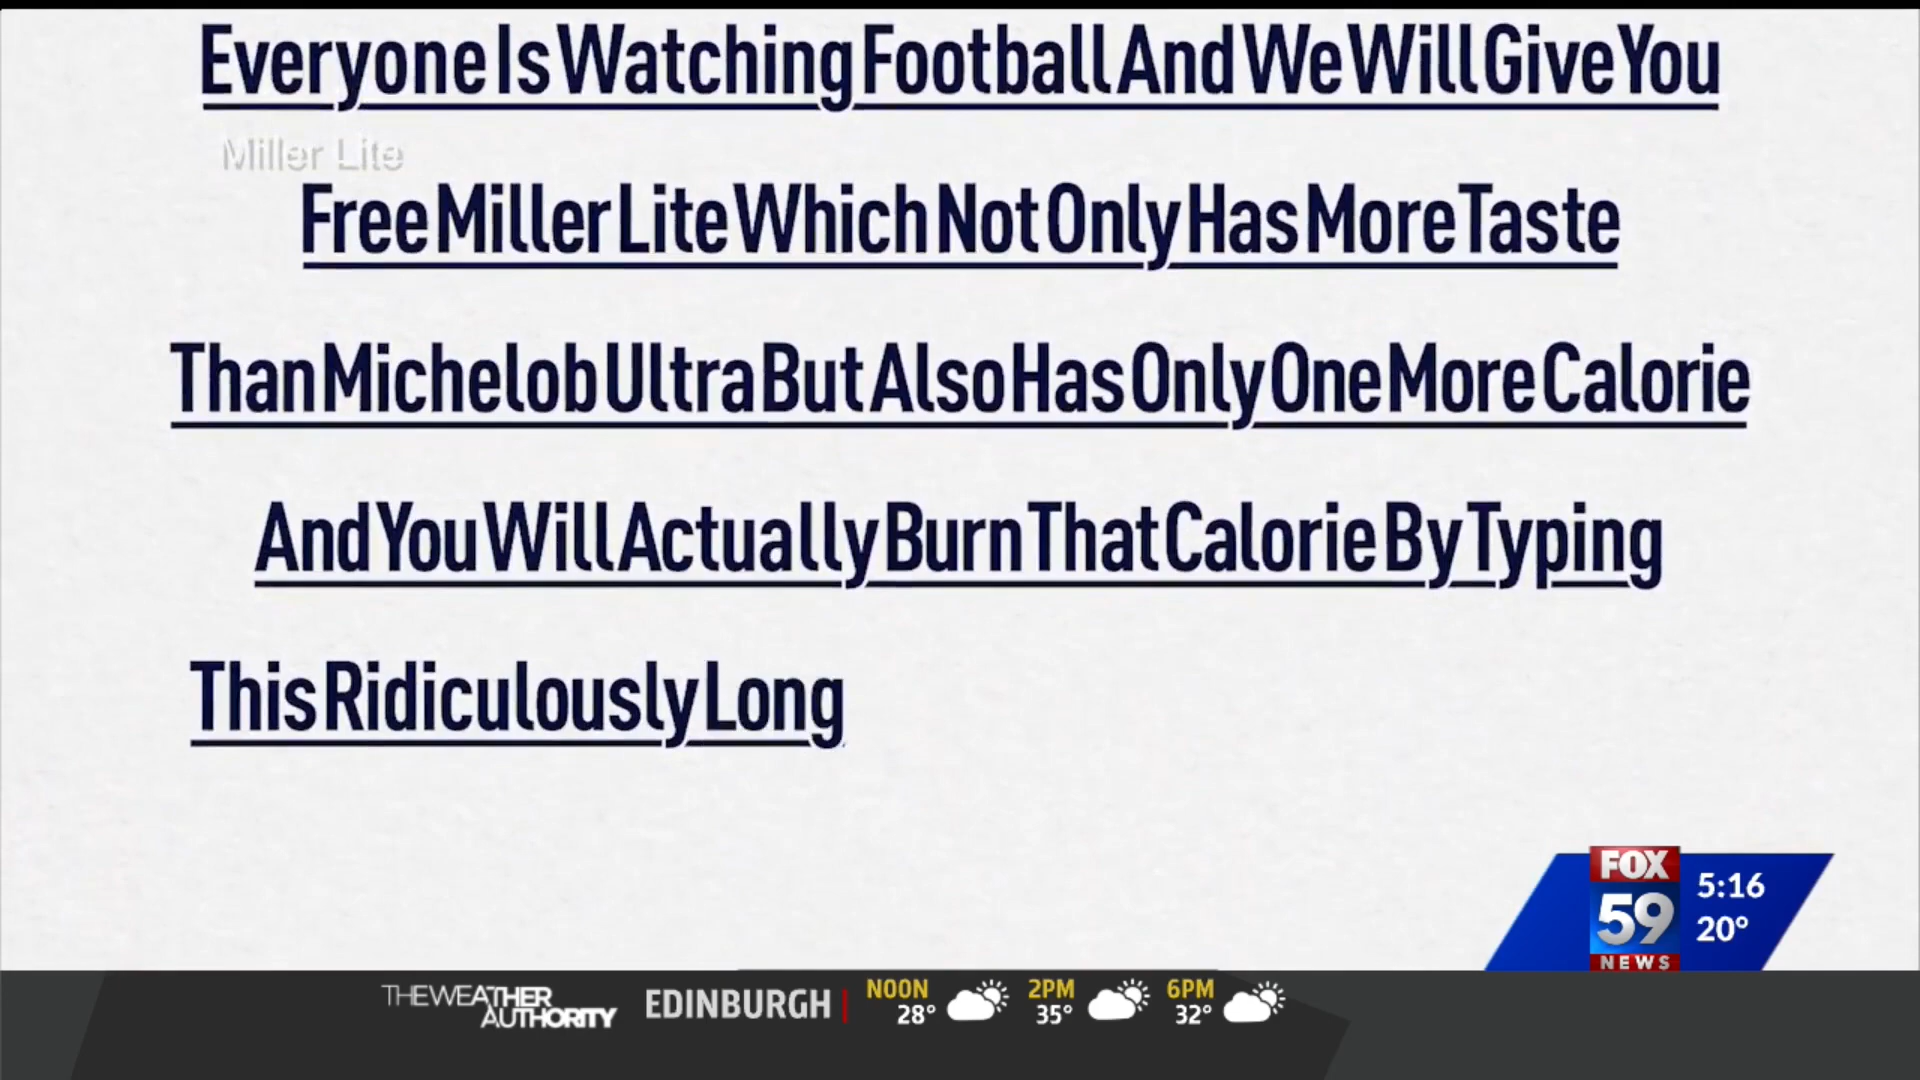 EveryoneIsWatchingFootballAndWeWillGiveYou
Miller Lite
FreeMillerLiteWhichNotOnlyHasMoreTaste
ThanMichelobUltraButAlsoHasOnlyOneMoreCalorie
AndYouWillActuallyBurnThatCalorieByTyping
ThisRidiculouslyLong
FOX
59
NEWS
5:16
20°
THEWEATHER
AUTHORITY
EDINBURGH
NOON
28°
2PM
35°
6PM
32°